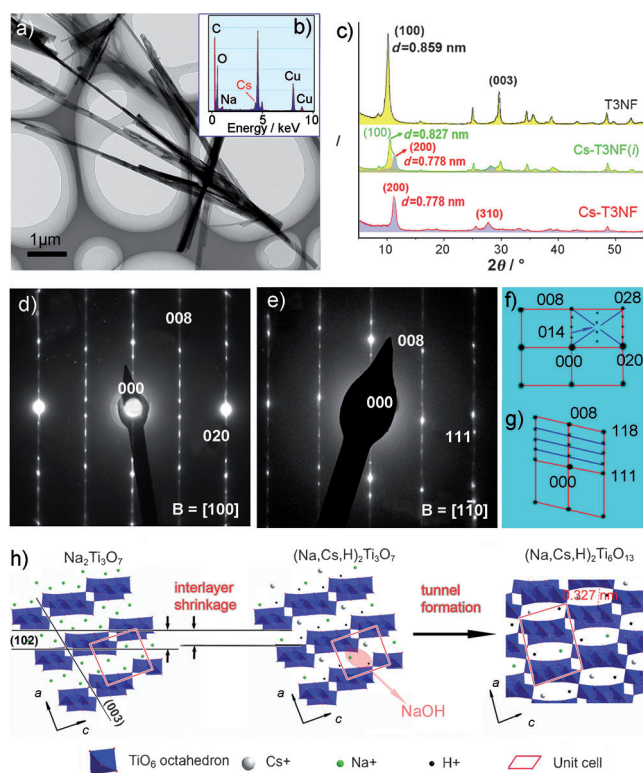 a)
1μm
b)
C
O
Na
Cs
Cu
Cu
0 5 10
Energy / keV
c)
(100)
d=0.859 nm
(003)
T3NF
(100)
d=0.827 nm
(200)
d=0.778 nm
Cs-T3NF(i)
(200)
d=0.778 nm
(310)
Cs-T3NF
/
10 20 30 40 50
2θ / °
d)
008
000
020
B = [100]
e)
008
000
111
B = [11̄0]
f)
008 028
014
000 020
g)
008
118
000 111
h)
Na₂Ti₃O₇
(Na,Cs,H)₂Ti₃O₇
(Na,Cs,H)₂Ti₆O₁₃
interlayer
shrinkage
tunnel
formation
0.327 nm
(102)
(003)
NaOH
a
c
a
c
a
c
TiO₆ octahedron Cs+ Na+ H+ Unit cell